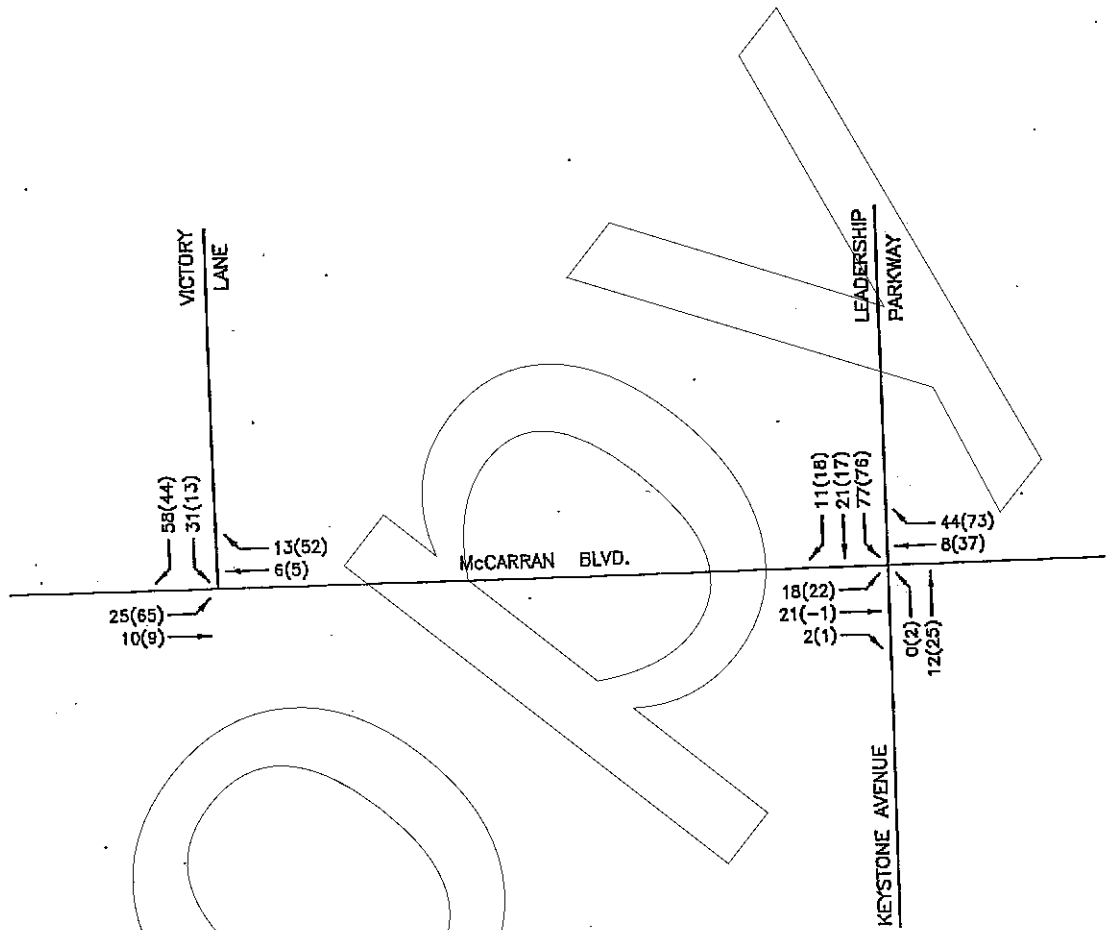 VICTORY
LANE
58(44)
31(13)
13(52)
6(5)
25(65)
10(9)
McCARRAN BLVD.
LEADERSHIP
PARKWAY
11(18)
21(17)
77(76)
44(73)
8(37)
18(22)
21(-1)
2(1)
0(2)
12(25)
KEYSTONE AVENUE
COPY